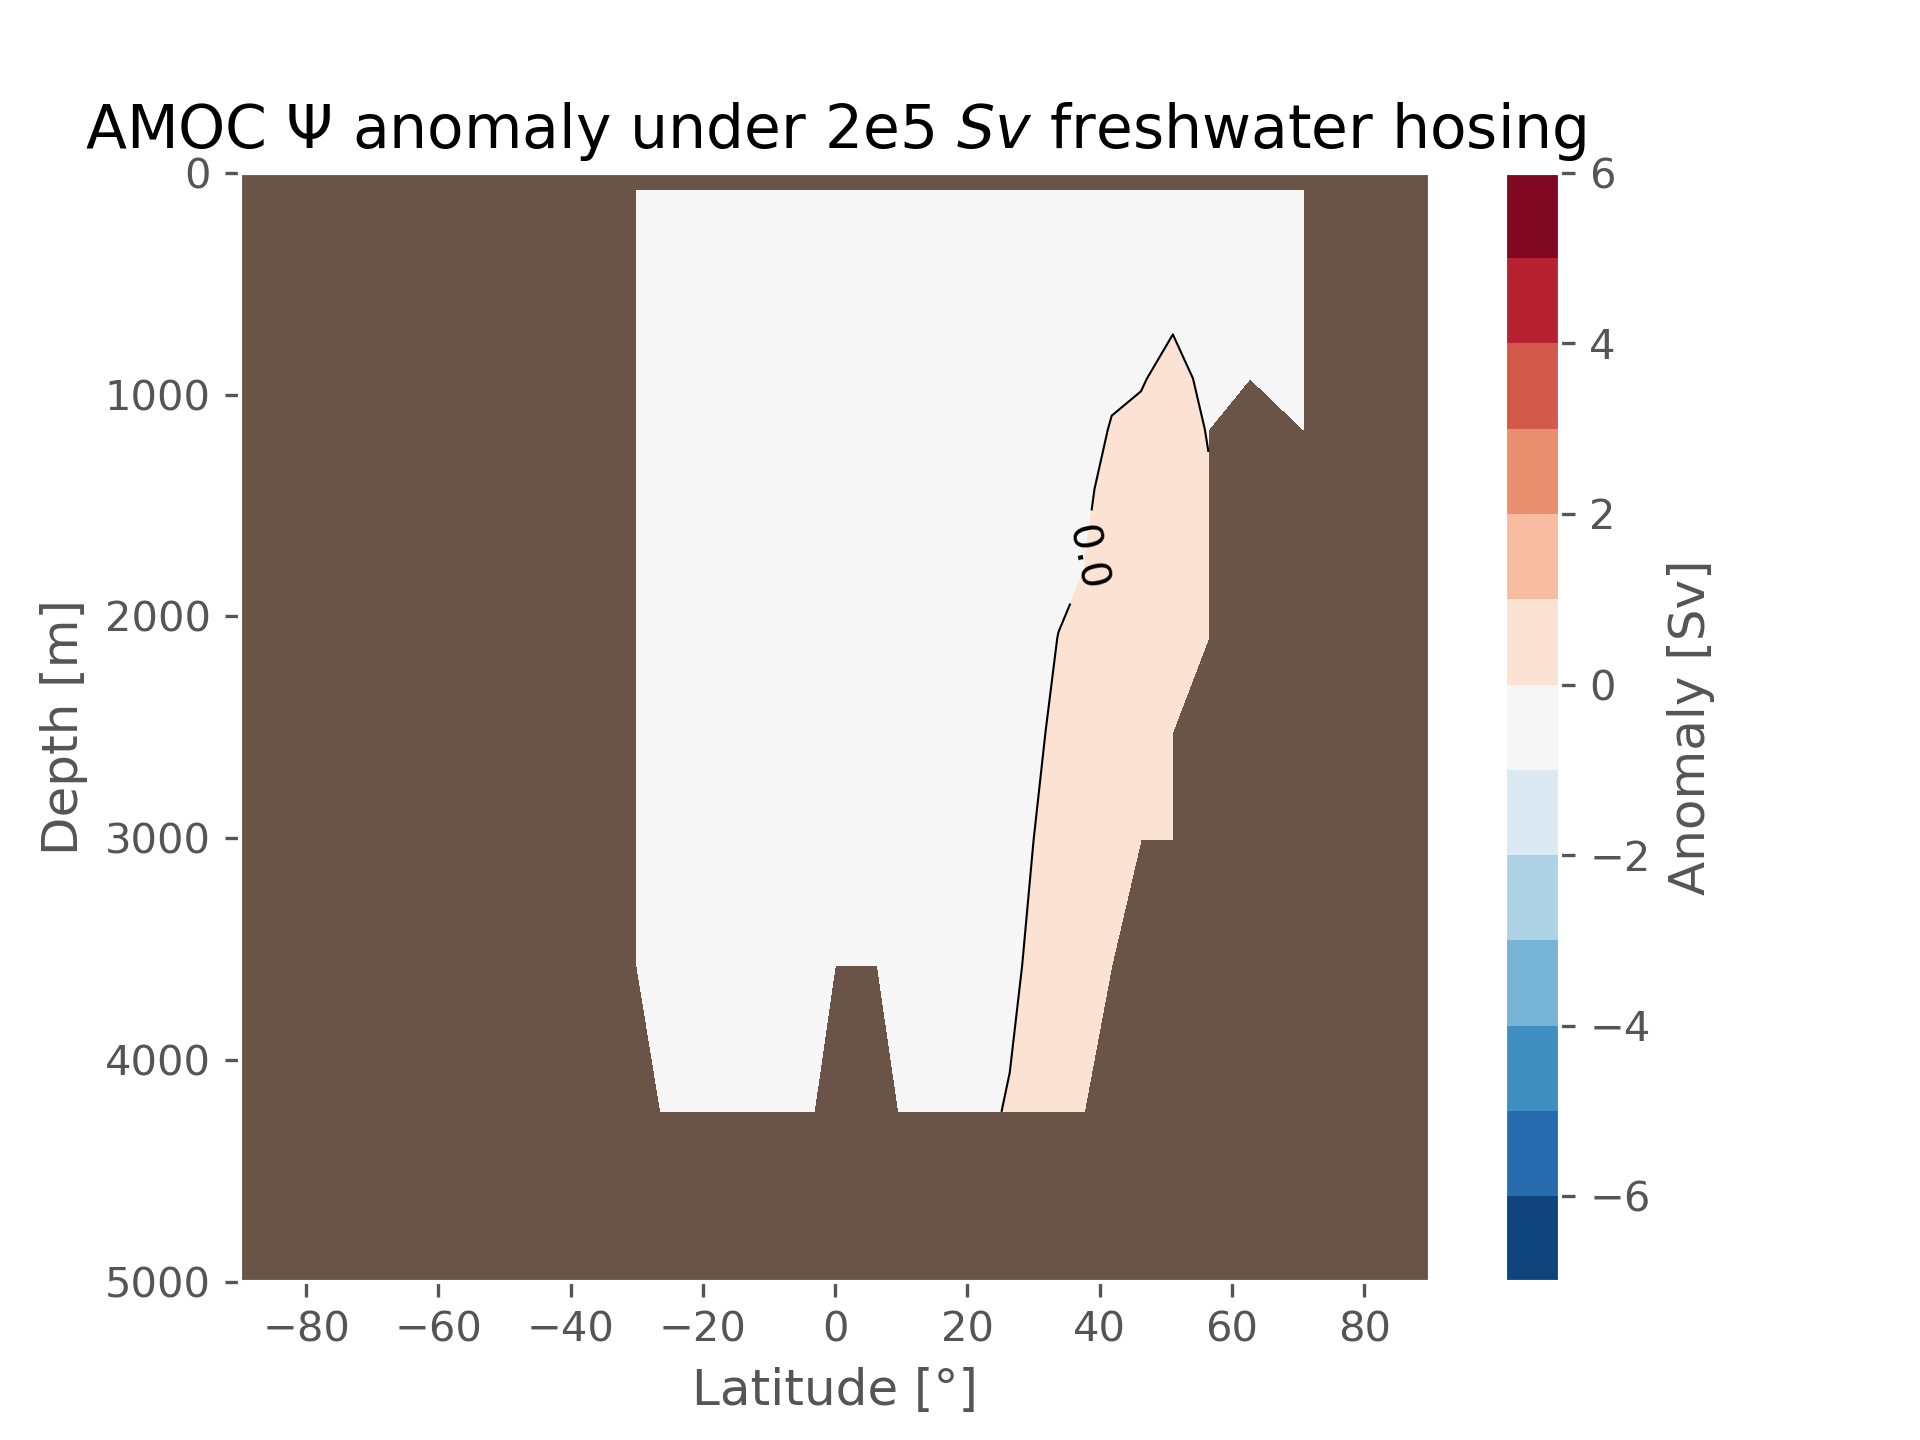 AMOC Ψ anomaly under 2e5 Sv freshwater hosing
0
1000
2000
3000
4000
5000
Depth [m]
−80 −60 −40 −20 0 20 40 60 80
Latitude [°]
0.0
6
4
2
0
−2
−4
−6
Anomaly [Sv]